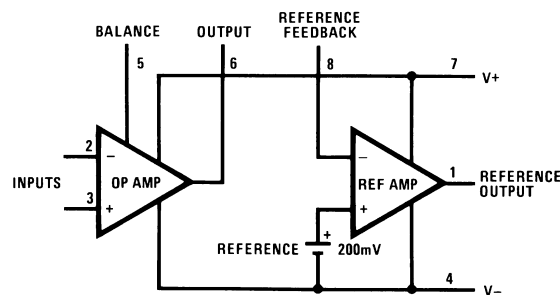 BALANCE
OUTPUT
REFERENCE
FEEDBACK
5
6
8
7
V+
2
−
OP AMP
INPUTS
3
+
−
REF AMP
+
1
REFERENCE
OUTPUT
REFERENCE
+
200mV
4
V−